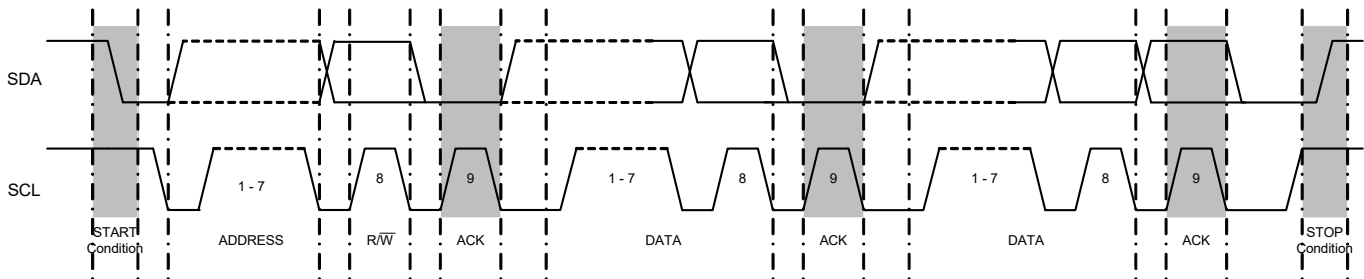 SDA
SCL
1 - 7
8
9
1 - 7
8
9
1 - 7
8
9
START
Condition
ADDRESS
R/W̅
ACK
DATA
ACK
DATA
ACK
STOP
Condition